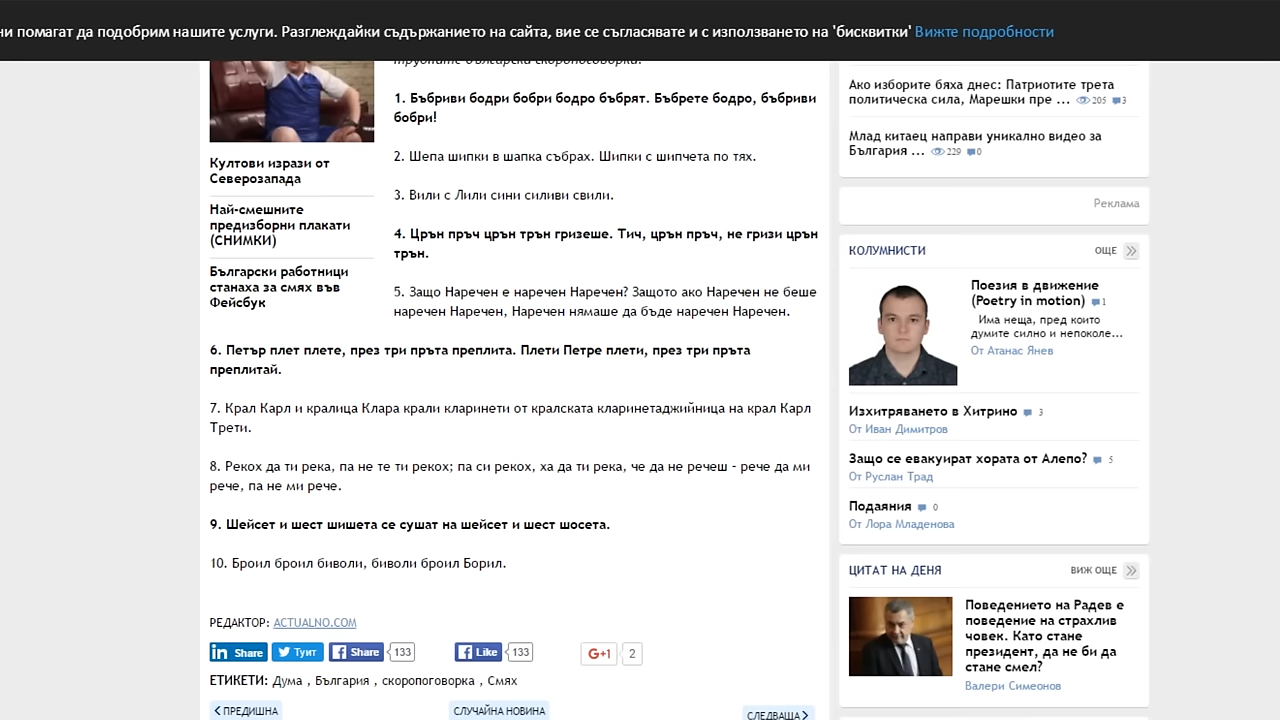 ни помагат да подобрим нашите услуги. Разглеждайки съдържанието на сайта, вие се съгласявате и с използването на 'бисквитки' Вижте подробности
трудните български скоропоговорки.
1. Бъбриви бодри бобри бодро бъбрят. Бъбрете бодро, бъбриви
бобри!
2. Шепа шипки в шапка събрах. Шипки с шипчета по тях.
3. Вили с Лили сини силиви свили.
4. Црън пръч црън трън гризеше. Тич, црън пръч, не гризи црън
трън.
5. Защо Наречен е наречен Наречен? Защото ако Наречен не беше
наречен Наречен, Наречен нямаше да бъде наречен Наречен.
6. Петър плет плете, през три пръта преплита. Плети Петре плети, през три пръта
преплитай.
7. Крал Карл и кралица Клара крали кларинети от кралската кларинетаджийница на крал Карл
Трети.
8. Рекох да ти река, па не те ти рекох; па си рекох, ха да ти река, че да не речеш - рече да ми
рече, па не ми рече.
9. Шейсет и шест шишета се сушат на шейсет и шест шосета.
10. Броил броил биволи, биволи броил Борил.
Култови изрази от
Северозапада
Най-смешните
предизборни плакати
(СНИМКИ)
Български работници
станаха за смях във
Фейсбук
РЕДАКТОР: ACTUALNO.COM
in Share Туит Share 133 Like 133 G+1 2
ЕТИКЕТИ: Дума , България , скоропоговорка , Смях
ПРЕДИШНА СЛУЧАЙНА НОВИНА СЛЕДВАЩА
Ако изборите бяха днес: Патриотите трета
политическа сила, Марешки пре ... 205 3
Млад китаец направи уникално видео за
България ... 229 0
Реклама
КОЛУМНИСТИ ОЩЕ
Поезия в движение
(Poetry in motion) 1
Има неща, пред които
думите силно и непоколе...
От Атанас Янев
Изхитряването в Хитрино 3
От Иван Димитров
Защо се евакуират хората от Алепо? 5
От Руслан Трад
Подаяния 0
От Лора Младенова
ЦИТАТ НА ДЕНЯ ВИЖ ОЩЕ
Поведението на Радев е
поведение на страхлив
човек. Като стане
президент, да не би да
стане смел?
Валери Симеонов